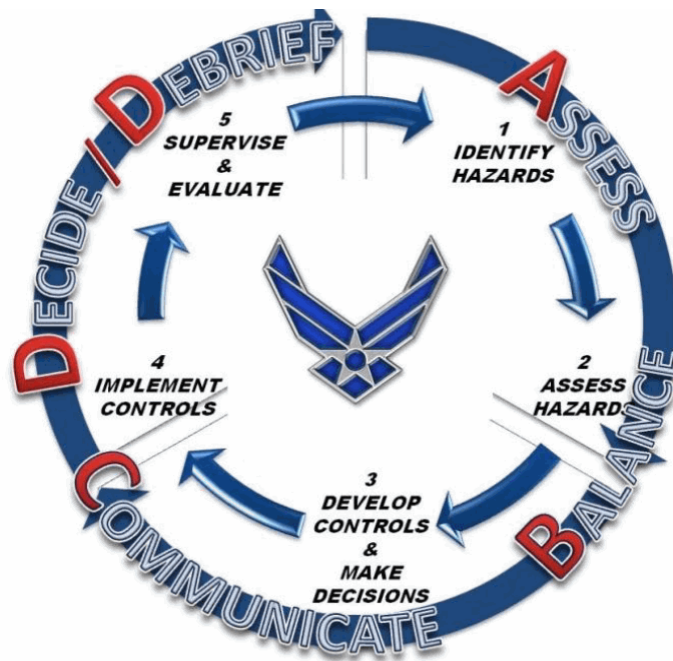 ASSESS
BALANCE
COMMUNICATE
DECIDE / DEBRIEF
1
IDENTIFY
HAZARDS
2
ASSESS
HAZARDS
3
DEVELOP
CONTROLS
&
MAKE
DECISIONS
4
IMPLEMENT
CONTROLS
5
SUPERVISE
&
EVALUATE